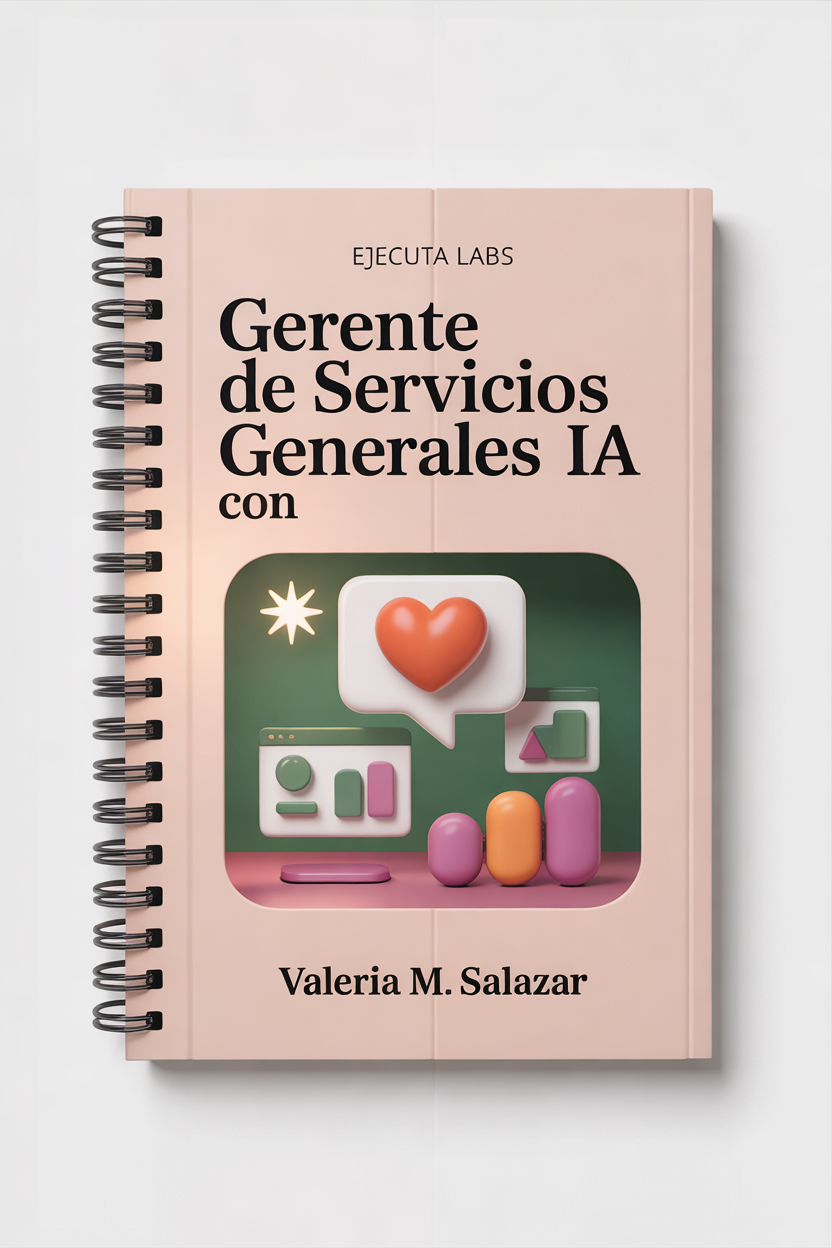 EJECUTA LABS
Gerente
de Servicios
Generales IA
con
Valeria M. Salazar